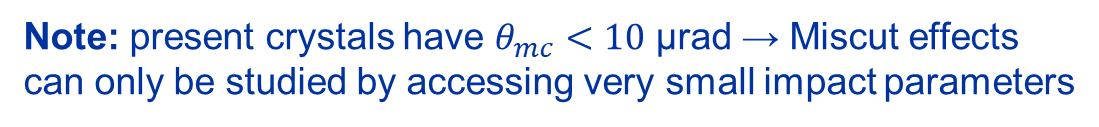 Note: present crystals have θ_mc < 10 μrad → Miscut effects
can only be studied by accessing very small impact parameters